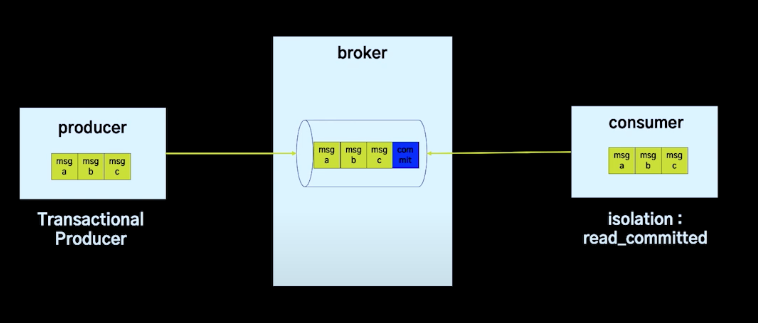 broker
producer
msg a msg b msg c
Transactional
Producer
msg a msg b msg c com mit
consumer
msg a msg b msg c
isolation :
read_committed